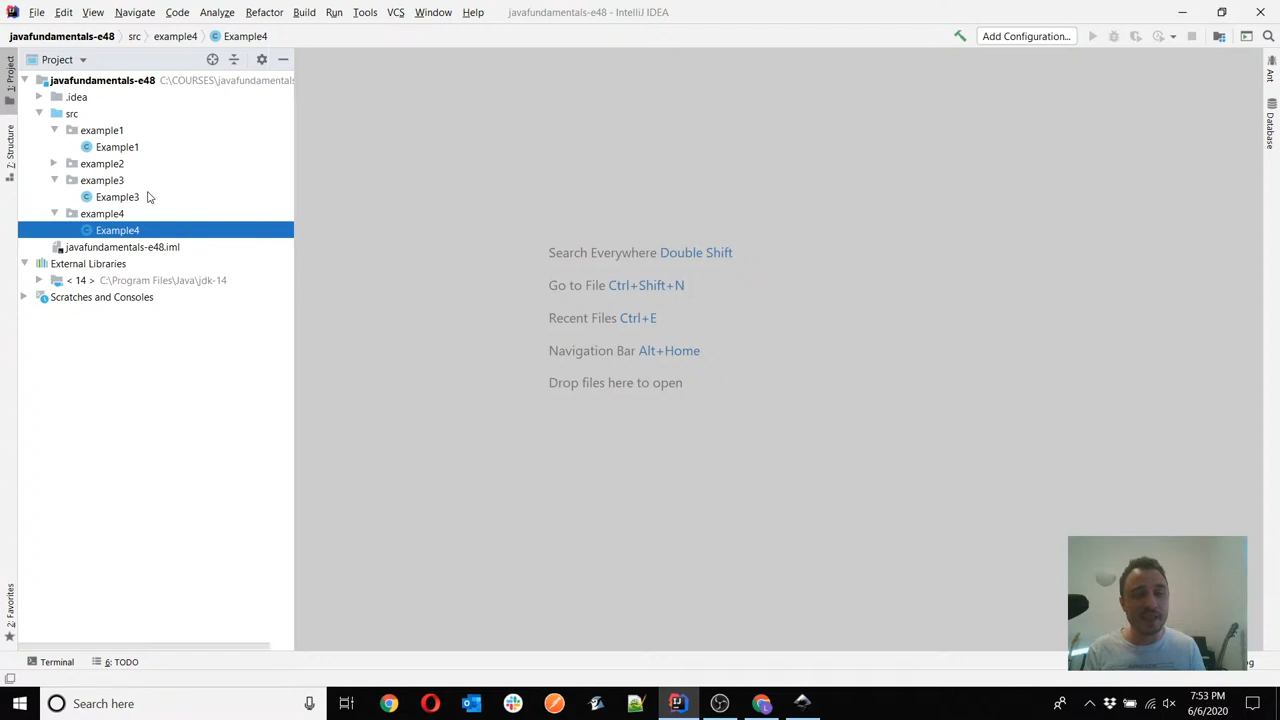 File Edit View Navigate Code Analyze Refactor Build Run Tools VCS Window Help javafundamentals-e48 - IntelliJ IDEA
javafundamentals-e48 src example4 Example4 Add Configuration...
Project
javafundamentals-e48 C:\COURSES\javafundamentals
.idea
src
example1
Example1
example2
example3
Example3
example4
Example4
javafundamentals-e48.iml
External Libraries
< 14 > C:\Program Files\Java\jdk-14
Scratches and Consoles
1: Project
7: Structure
2: Favorites
Search Everywhere Double Shift
Go to File Ctrl+Shift+N
Recent Files Ctrl+E
Navigation Bar Alt+Home
Drop files here to open
Ant
Database
Terminal 6: TODO
Search here
7:53 PM
6/6/2020